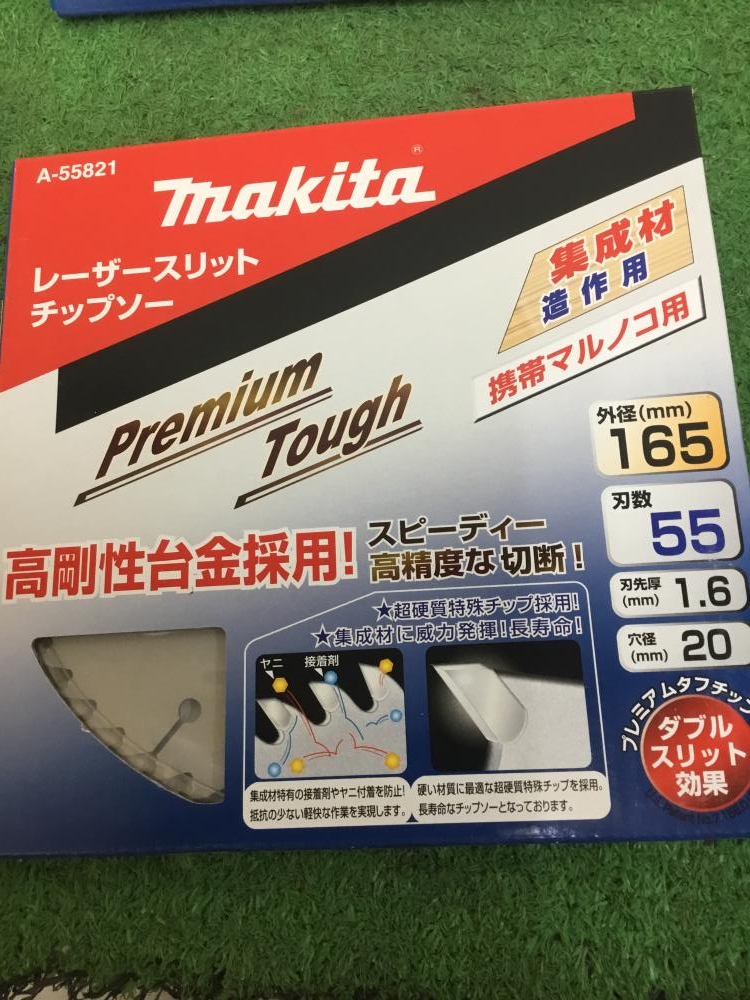 A-55821
makita®
レーザースリット
チップソー
集成材
造作用
携帯マルノコ用
Premium
Tough
外径(mm)
165
刃数
55
刃先厚
(mm)
1.6
穴径
(mm)
20
高剛性台金採用!
スピーディー
高精度な切断!
★超硬質特殊チップ採用!
★集成材に威力発揮!長寿命!
ヤニ
接着剤
集成材特有の接着剤やヤニ付着を防止!
抵抗の少ない軽快な作業を実現します。
硬い材質に最適な超硬質特殊チップを採用。
長寿命なチップソーとなっております。
プレミアムタフチップ
ダブル
スリット
効果